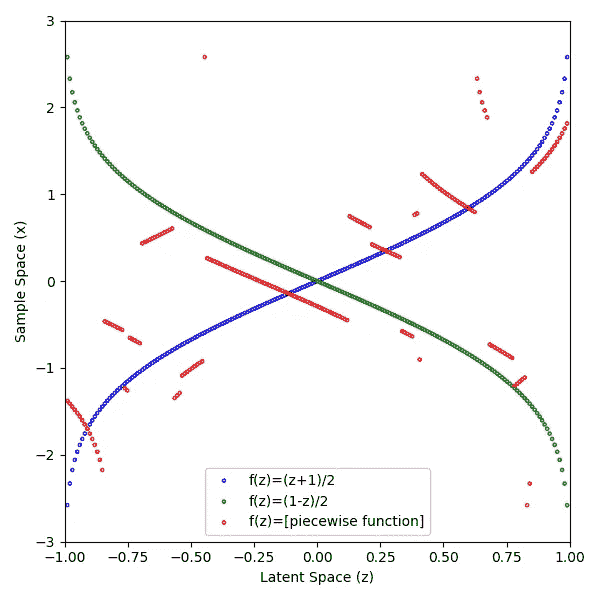 3
2
1
0
−1
−2
−3
Sample Space (x)
f(z)=(z+1)/2
f(z)=(1-z)/2
f(z)=[piecewise function]
−1.00 −0.75 −0.50 −0.25 0.00 0.25 0.50 0.75 1.00
Latent Space (z)